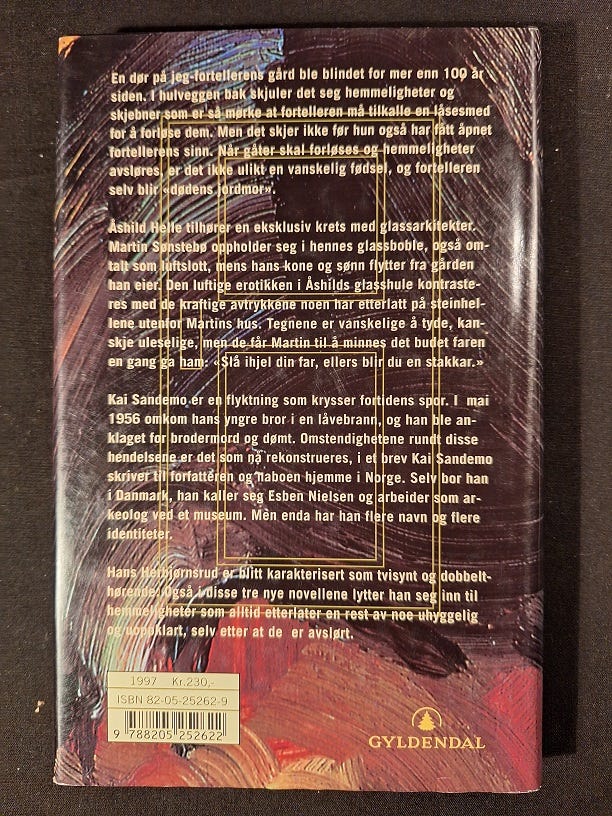 En dør på jeg-fortellerens gård ble blindet for mer enn 100 år
siden. I hulveggen bak skjuler det seg hemmeligheter og
skjebner som er så mørke at fortelleren må tilkalle en låsesmed
for å forløse dem. Men det skjer ikke før hun også har fått åpnet
fortellerens sinn. Når gåter skal forløses og hemmeligheter
avsløres, er det ikke ulikt en vanskelig fødsel, og fortelleren
selv blir «dødens jordmor».
Åshild Helle tilhører en eksklusiv krets med glassarkitekter.
Martin Sønstebø oppholder seg i hennes glassboble, også om-
talt som luftslott, mens hans kone og sønn flytter fra gården
han eier. Den luftige erotikken i Åshilds glasshule kontraste-
res med de kraftige avtrykkene noen har etterlatt på steinhel-
lene utenfor Martins hus. Tegnene er vanskelige å tyde, kan-
skje uleselige, men de får Martin til å minnes det budet faren
en gang ga ham: «Slå ihjel din far, ellers blir du en stakkar.»
Kai Sandemo er en flyktning som krysser fortidens spor. I mai
1956 omkom hans yngre bror i en låvebrann, og han ble an-
klaget for brodermord og dømt. Omstendighetene rundt disse
hendelsene er det som nå rekonstrueres, i et brev Kai Sandemo
skriver til forfatteren og naboen hjemme i Norge. Selv bor han
i Danmark, han kaller seg Esben Nielsen og arbeider som ar-
keolog ved et museum. Men enda har han flere navn og flere
identiteter.
Hans Herbjørnsrud er blitt karakterisert som tvisynt og dobbelt-
hørende. Også i disse tre nye novellene lytter han seg inn til
hemmeligheter som alltid etterlater en rest av noe uhyggelig
og uoppklart, selv etter at de er avslørt.
1997 Kr.230,-
ISBN 82-05-25262-9
9 788205 252622
GYLDENDAL